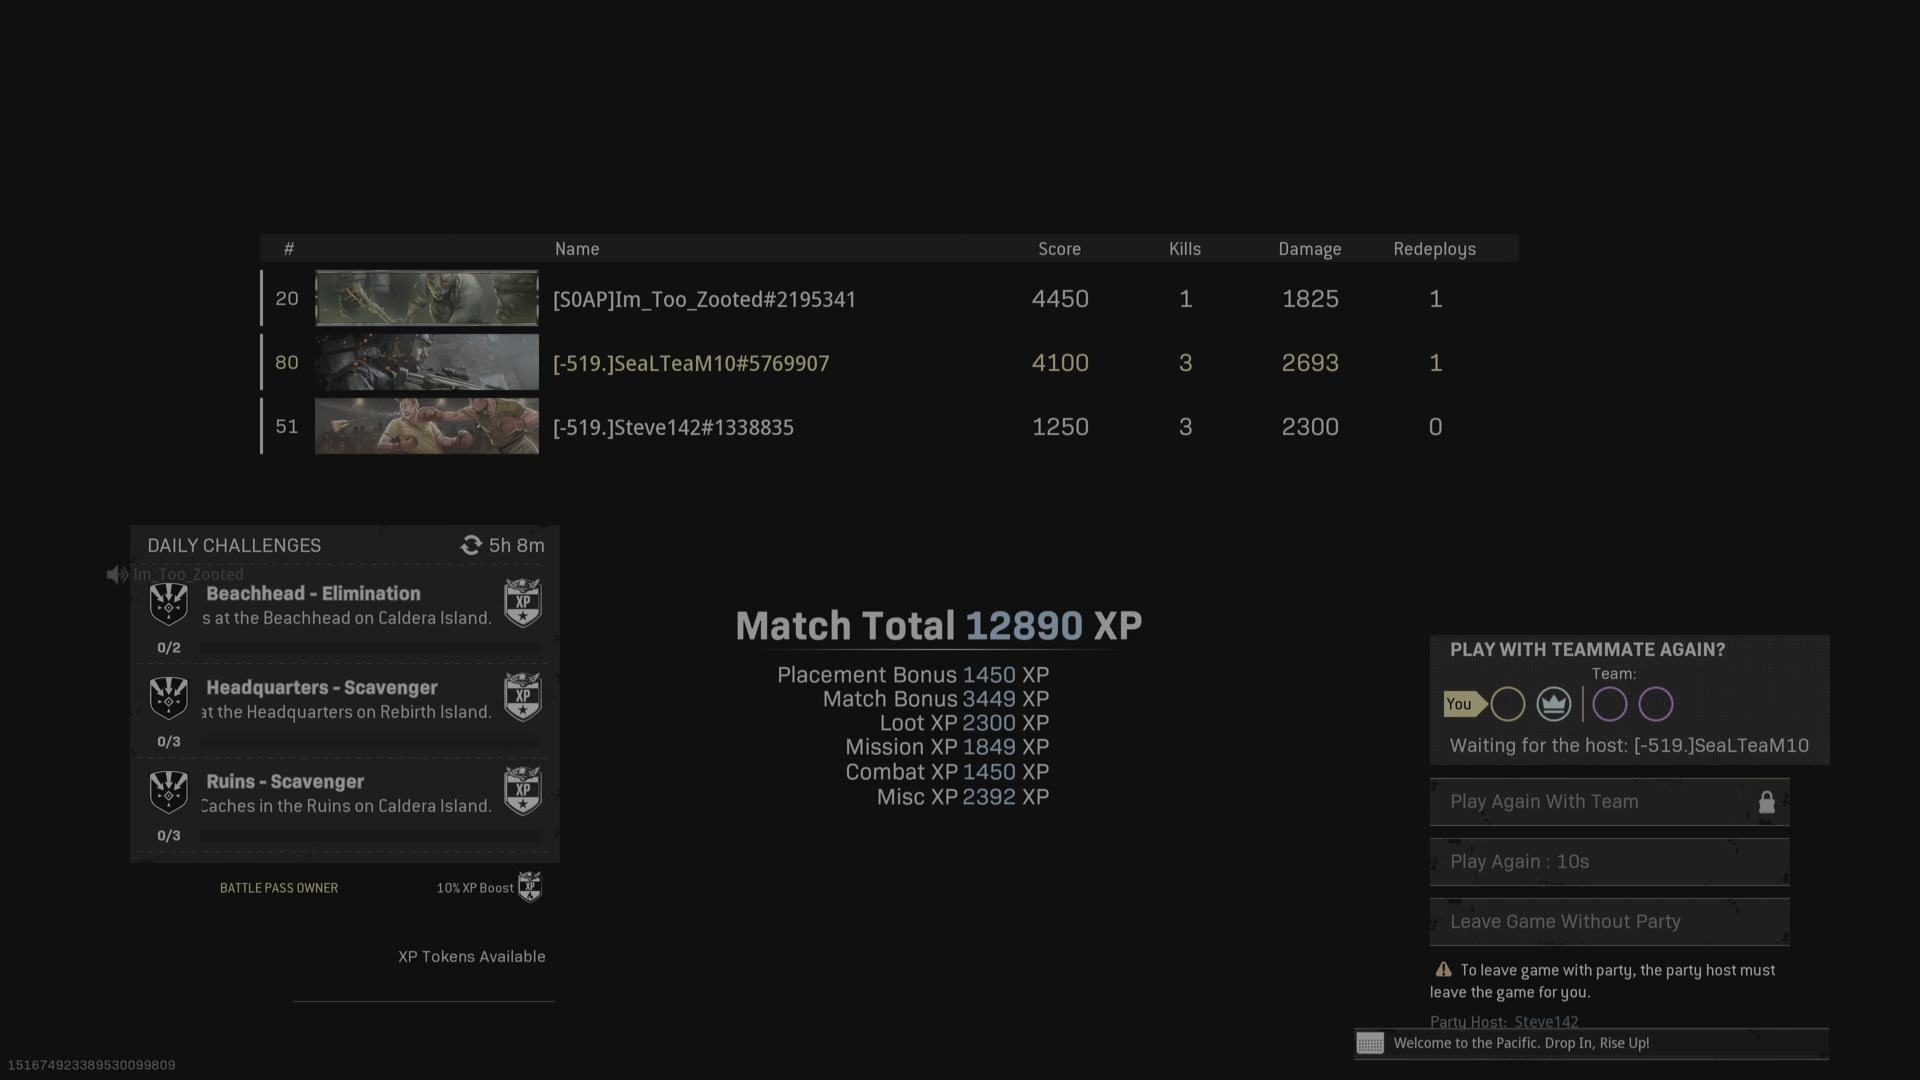 # Name Score Kills Damage Redeploys
20 [S0AP]Im_Too_Zooted#2195341 4450 1 1825 1
80 [-519.]SeaLTeaM10#5769907 4100 3 2693 1
51 [-519.]Steve142#1338835 1250 3 2300 0
DAILY CHALLENGES 5h 8m
Im_Too_Zooted
Beachhead - Elimination
s at the Beachhead on Caldera Island.
XP
0/2
Headquarters - Scavenger
at the Headquarters on Rebirth Island.
XP
0/3
Ruins - Scavenger
Caches in the Ruins on Caldera Island.
XP
0/3
BATTLE PASS OWNER 10% XP Boost XP
XP Tokens Available
Match Total 12890 XP
Placement Bonus 1450 XP
Match Bonus 3449 XP
Loot XP 2300 XP
Mission XP 1849 XP
Combat XP 1450 XP
Misc XP 2392 XP
PLAY WITH TEAMMATE AGAIN?
Team:
You
Waiting for the host: [-519.]SeaLTeaM10
Play Again With Team
Play Again : 10s
Leave Game Without Party
To leave game with party, the party host must
leave the game for you.
Party Host: Steve142
Welcome to the Pacific. Drop In, Rise Up!
151674923389530099809